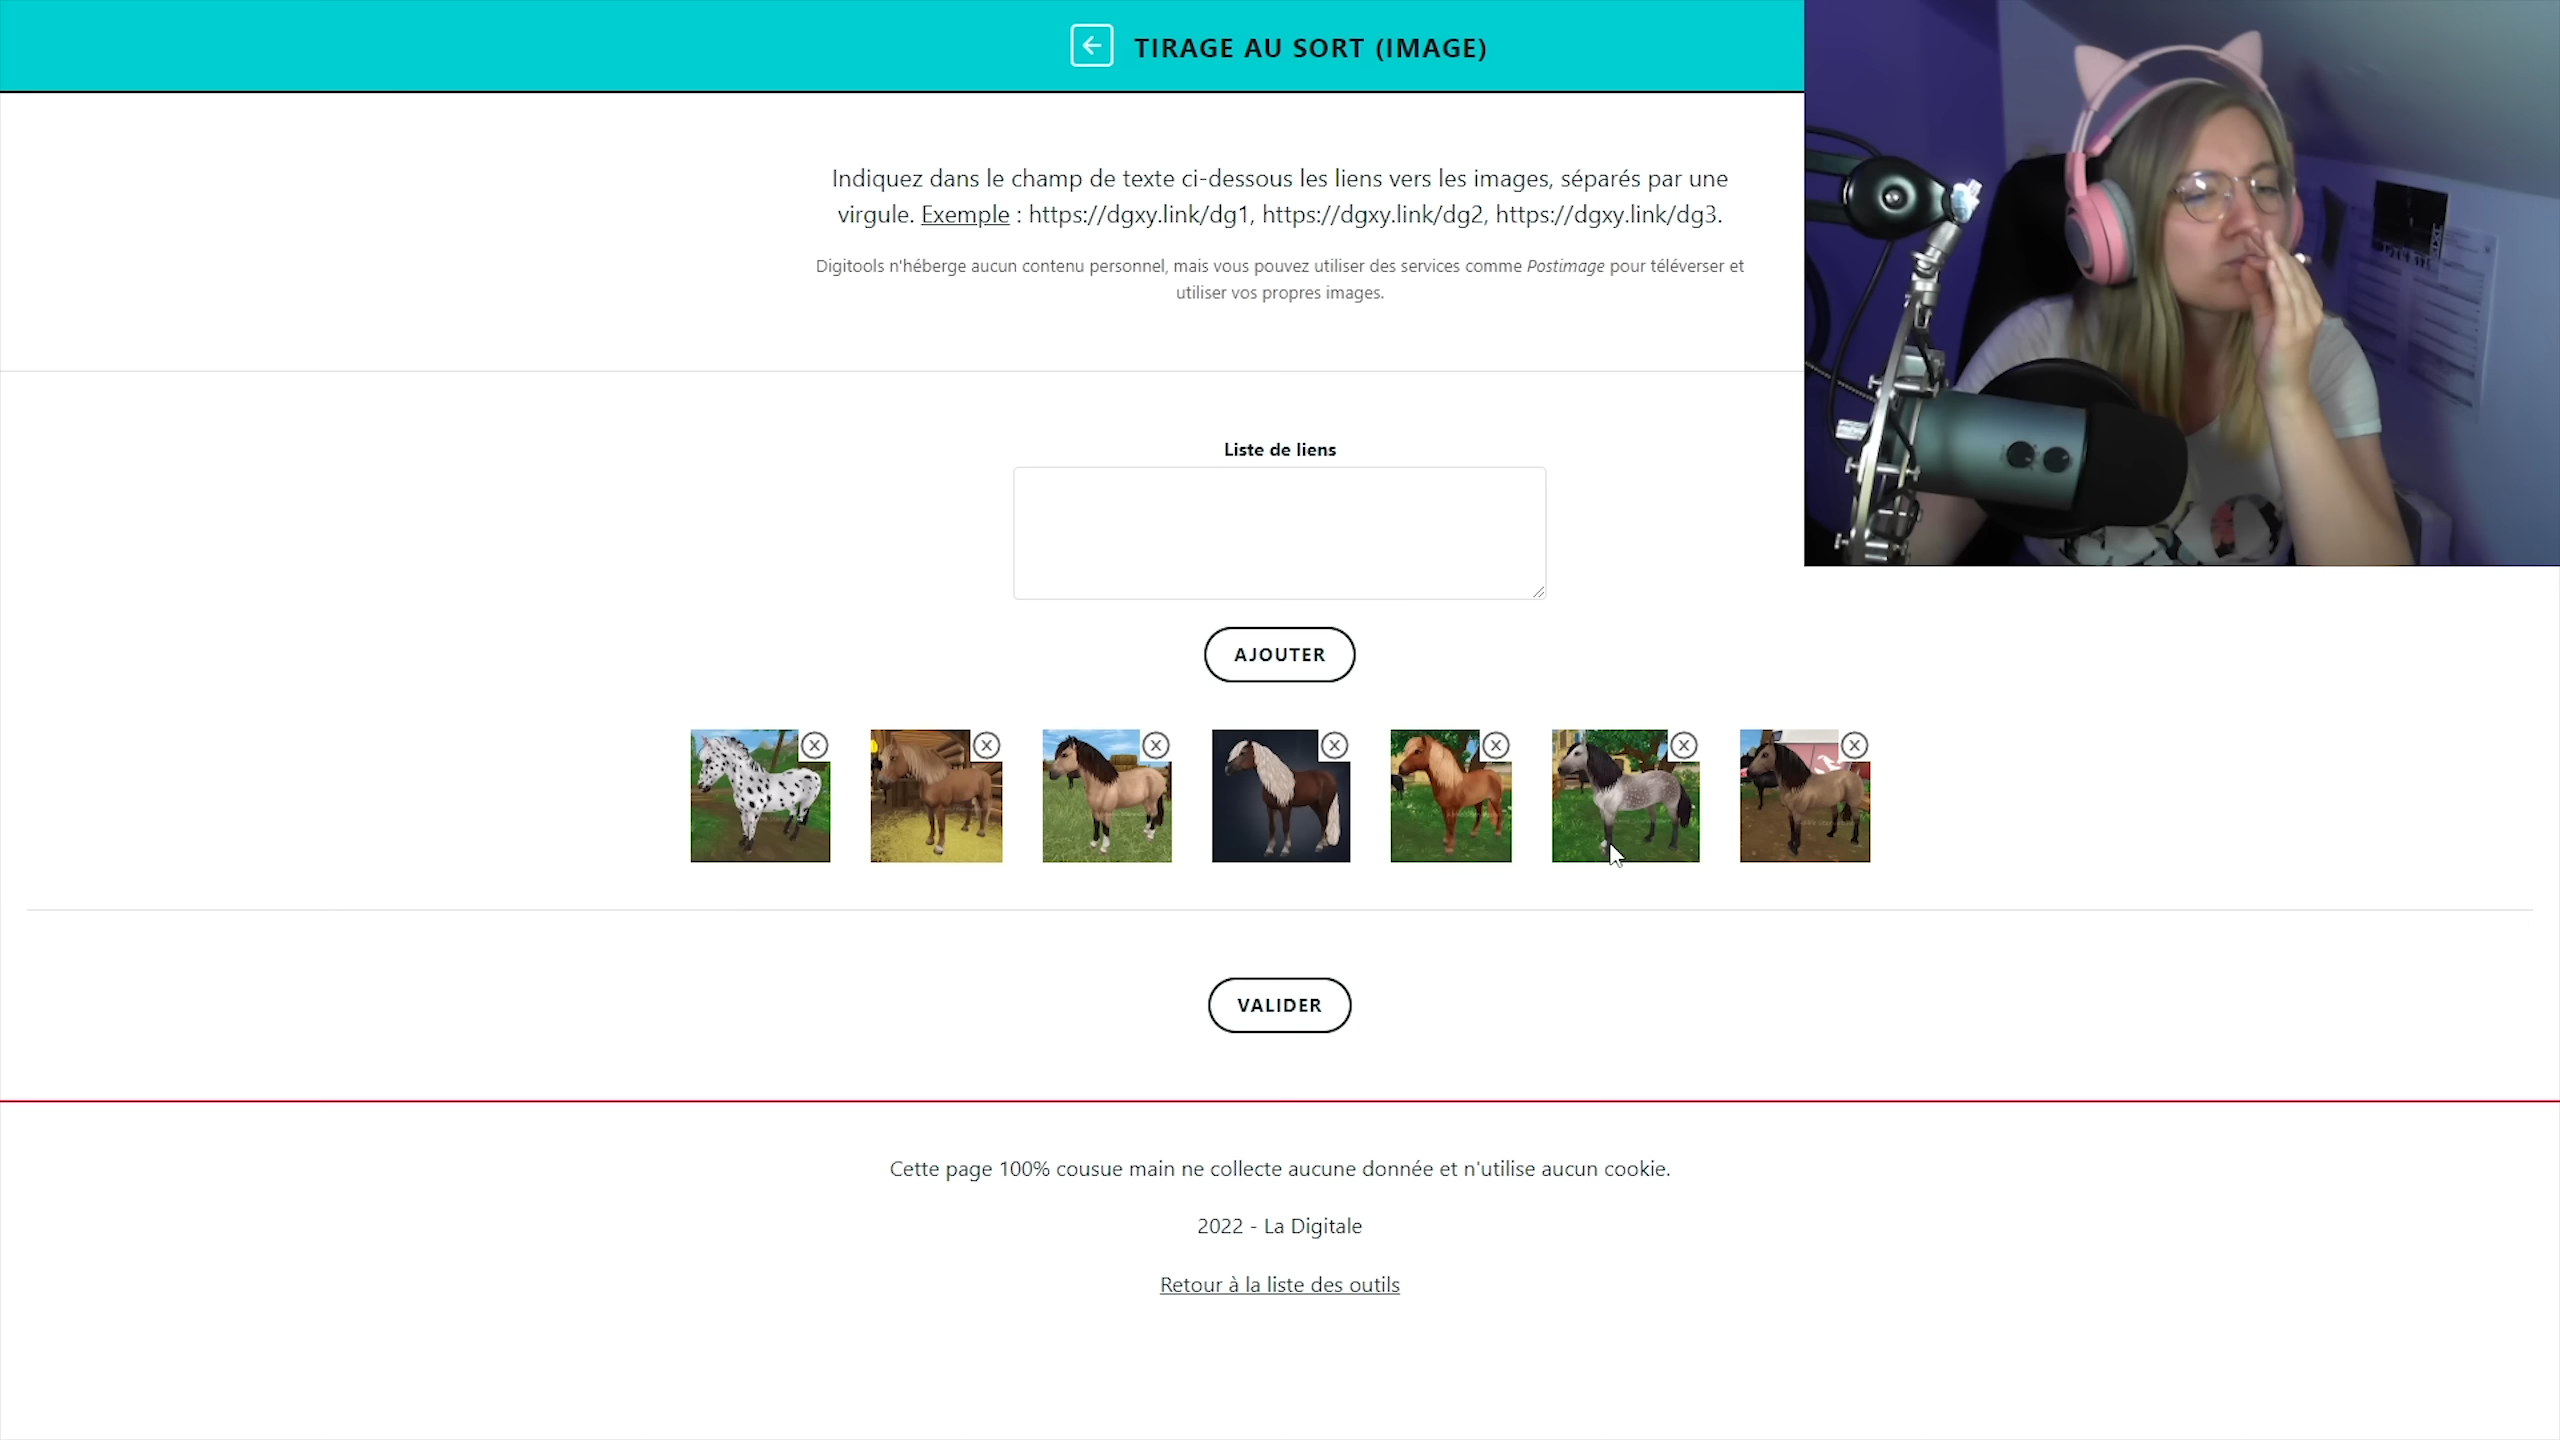 TIRAGE AU SORT (IMAGE)
Indiquez dans le champ de texte ci-dessous les liens vers les images, séparés par une
virgule. Exemple : https://dgxy.link/dg1, https://dgxy.link/dg2, https://dgxy.link/dg3.
Digitools n'héberge aucun contenu personnel, mais vous pouvez utiliser des services comme Postimage pour téléverser et
utiliser vos propres images.
Liste de liens
AJOUTER
VALIDER
Cette page 100% cousue main ne collecte aucune donnée et n'utilise aucun cookie.
2022 - La Digitale
Retour à la liste des outils